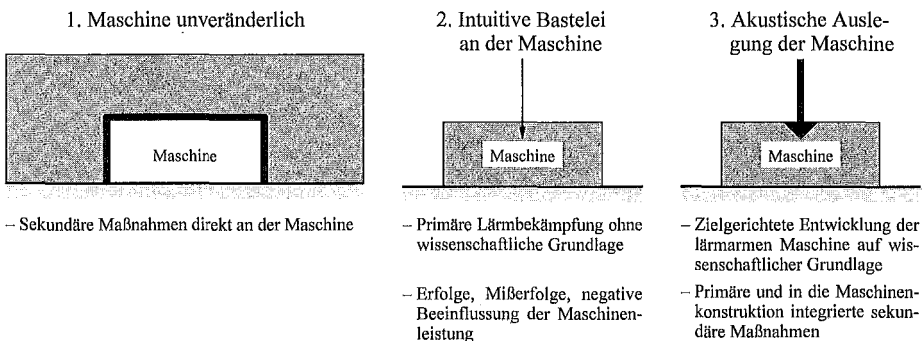 1. Maschine unveränderlich
Maschine
– Sekundäre Maßnahmen direkt an der Maschine
2. Intuitive Bastelei
an der Maschine
Maschine
– Primäre Lärmbekämpfung ohne
wissenschaftliche Grundlage
– Erfolge, Mißerfolge, negative
Beeinflussung der Maschinen-
leistung
3. Akustische Ausle-
gung der Maschine
Maschine
– Zielgerichtete Entwicklung der
lärmarmen Maschine auf wis-
senschaftlicher Grundlage
– Primäre und in die Maschinen-
konstruktion integrierte sekun-
däre Maßnahmen